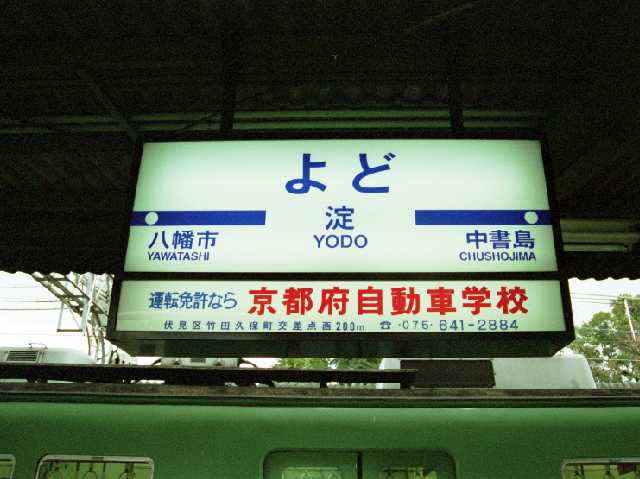 よど
淀
YODO
八幡市
YAWATASHI
中書島
CHUSHOJIMA
運転免許なら 京都府自動車学校
伏見区竹田久保町交差点西200m ☎・075・641-2884